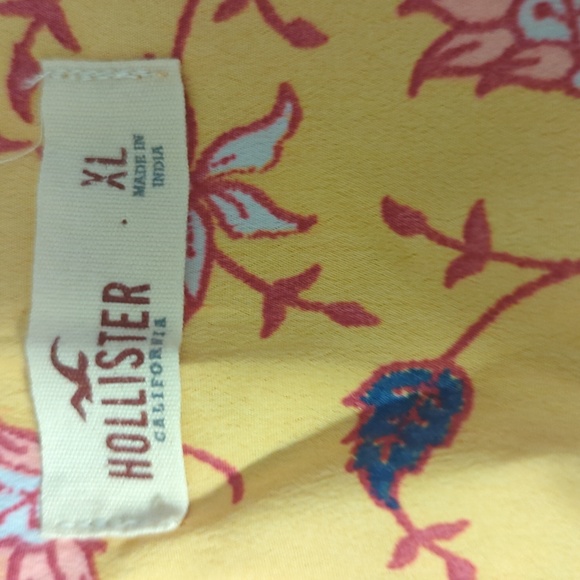 HOLLISTER
CALIFORNIA
XL
MADE IN
INDIA